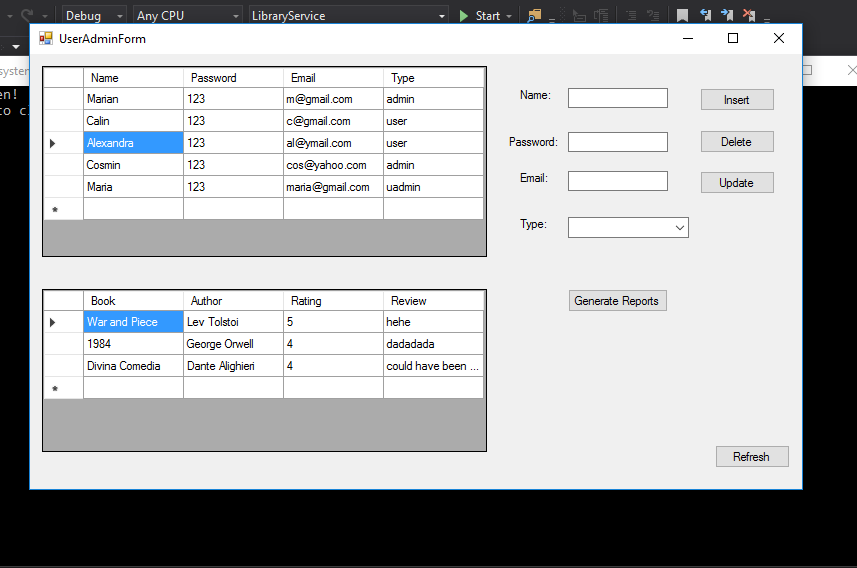 Debug Any CPU LibraryService Start
UserAdminForm
system
en!
to c
Name Password Email Type
Marian 123 m@gmail.com admin
Calin 123 c@gmail.com user
Alexandra 123 al@ymail.com user
Cosmin 123 cos@yahoo.com admin
Maria 123 maria@gmail.com uadmin
Name:
Insert
Password:
Delete
Email:
Update
Type:
Book Author Rating Review
War and Piece Lev Tolstoi 5 hehe
1984 George Orwell 4 dadadada
Divina Comedia Dante Alighieri 4 could have been ...
Generate Reports
Refresh